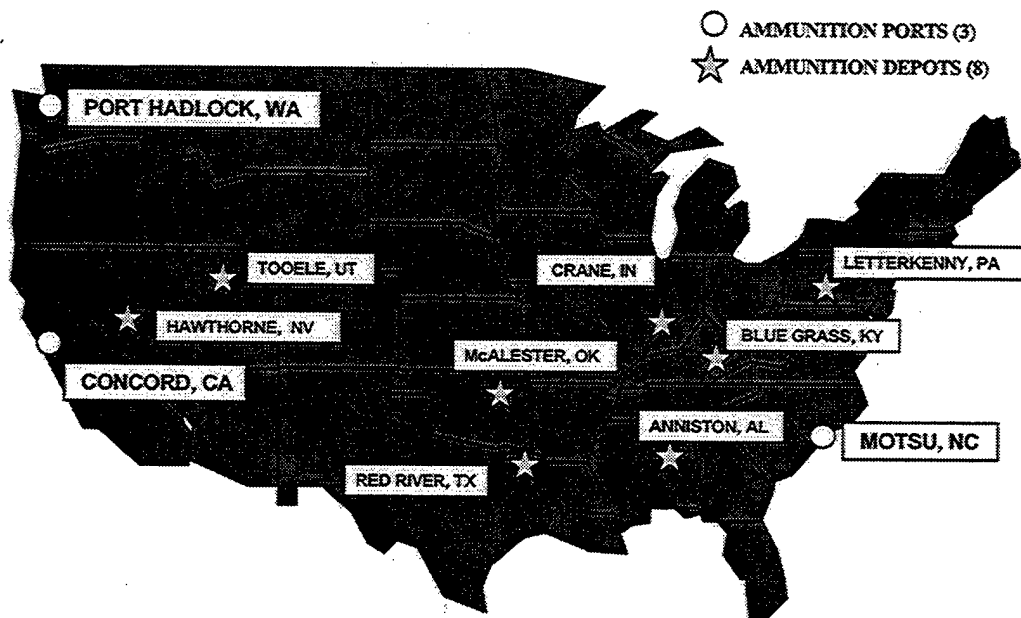 AMMUNITION PORTS (3)
AMMUNITION DEPOTS (8)
PORT HADLOCK, WA
TOOELE, UT
CRANE, IN
LETTERKENNY, PA
HAWTHORNE, NV
BLUE GRASS, KY
McALESTER, OK
CONCORD, CA
ANNISTON, AL
MOTSU, NC
RED RIVER, TX